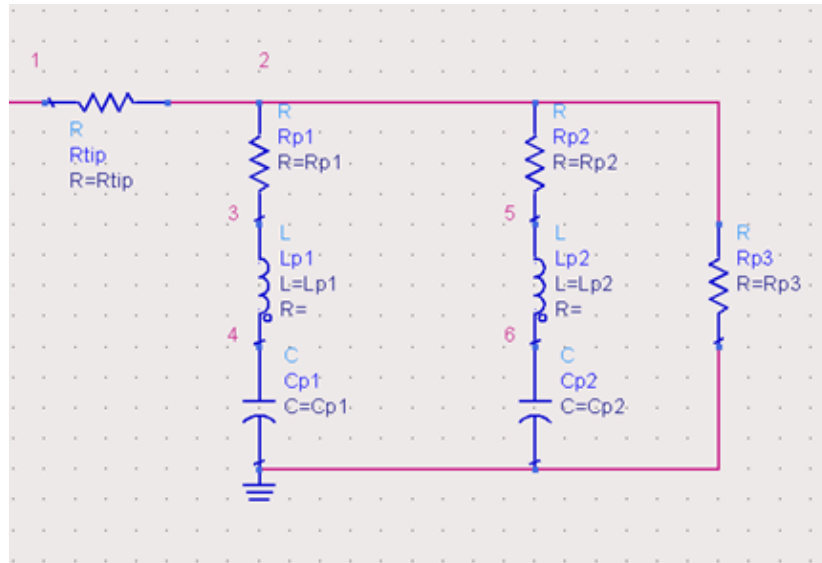 1
2
R
Rtip
R=Rtip
R
Rp1
R=Rp1
R
Rp2
R=Rp2
3
L
Lp1
L=Lp1
R=
5
L
Lp2
L=Lp2
R=
R
Rp3
R=Rp3
4
C
Cp1
C=Cp1
6
C
Cp2
C=Cp2